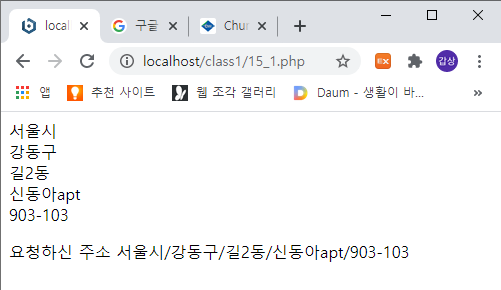 local
구글
Chur
localhost/class1/15_1.php
갑상
앱
추천 사이트
웹 조각 갤러리
Daum - 생활이 바...
서울시
강동구
길2동
신동아apt
903-103
요청하신 주소 서울시/강동구/길2동/신동아apt/903-103